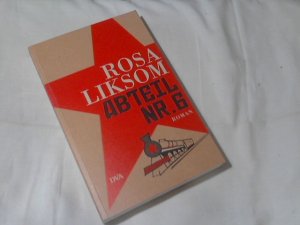 ROSA
LIKSOM
ABTEIL
NR. 6
ROMAN
DVA